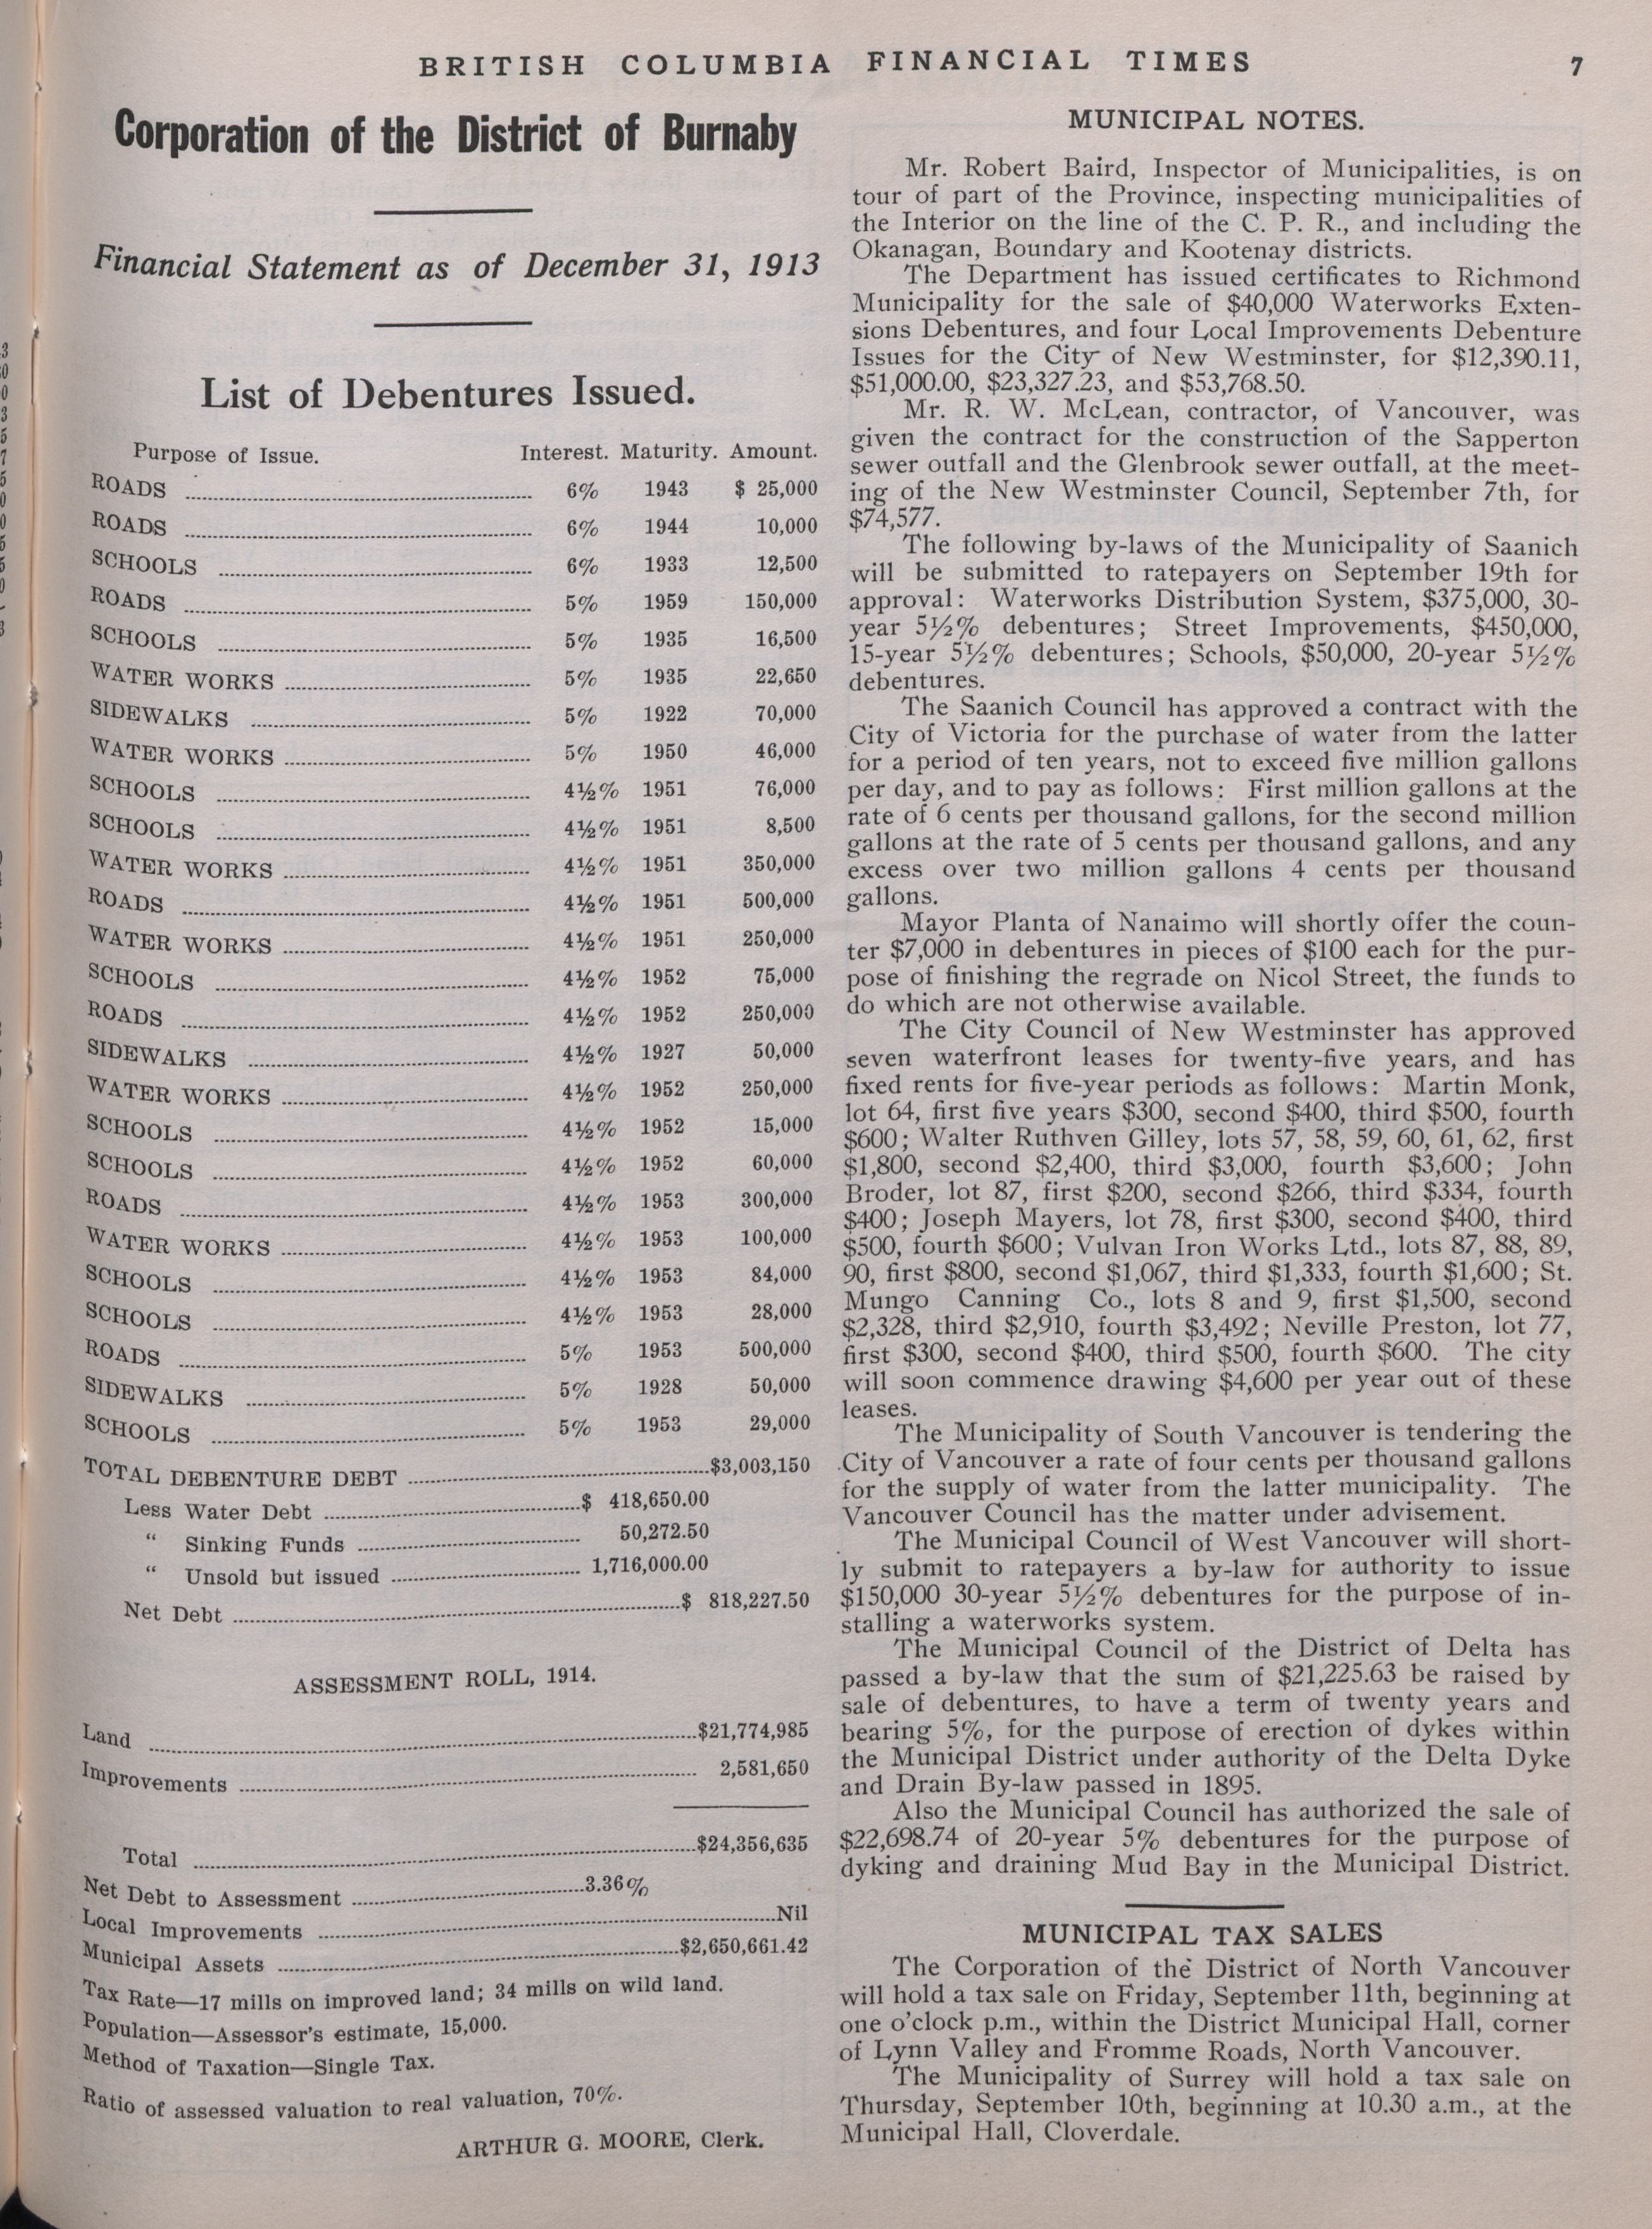 BRITISH COLUMBIA FINANCIAL TIMES 7
Corporation of the District of Burnaby
Financial Statement as of December 31, 1913
List of Debentures Issued.
Purpose of Issue. Interest. Maturity. Amount.
ROADS 6% 1943 $ 25,000
ROADS 6% 1944 10,000
SCHOOLS 6% 1933 12,500
ROADS 5% 1959 150,000
SCHOOLS 5% 1935 16,500
WATER WORKS 5% 1935 22,650
SIDEWALKS 5% 1922 70,000
WATER WORKS 5% 1950 46,000
SCHOOLS 4½% 1951 76,000
SCHOOLS 4½% 1951 8,500
WATER WORKS 4½% 1951 350,000
ROADS 4½% 1951 500,000
WATER WORKS 4½% 1951 250,000
SCHOOLS 4½% 1952 75,000
ROADS 4½% 1952 250,000
SIDEWALKS 4½% 1927 50,000
WATER WORKS 4½% 1952 250,000
SCHOOLS 4½% 1952 15,000
SCHOOLS 4½% 1952 60,000
ROADS 4½% 1953 300,000
WATER WORKS 4½% 1953 100,000
SCHOOLS 4½% 1953 84,000
SCHOOLS 4½% 1953 28,000
ROADS 5% 1953 500,000
SIDEWALKS 5% 1928 50,000
SCHOOLS 5% 1953 29,000
TOTAL DEBENTURE DEBT $3,003,150
Less Water Debt $ 418,650.00
“ Sinking Funds 50,272.50
“ Unsold but issued 1,716,000.00
Net Debt $ 818,227.50
ASSESSMENT ROLL, 1914.
Land $21,774,985
Improvements 2,581,650
Total $24,356,635
Net Debt to Assessment 3.36%
Local Improvements Nil
Municipal Assets $2,650,661.42
Tax Rate—17 mills on improved land; 34 mills on wild land.
Population—Assessor's estimate, 15,000.
Method of Taxation—Single Tax.
Ratio of assessed valuation to real valuation, 70%.
ARTHUR G. MOORE, Clerk.
MUNICIPAL NOTES.
Mr. Robert Baird, Inspector of Municipalities, is on
tour of part of the Province, inspecting municipalities of
the Interior on the line of the C. P. R., and including the
Okanagan, Boundary and Kootenay districts.
The Department has issued certificates to Richmond
Municipality for the sale of $40,000 Waterworks Exten-
sions Debentures, and four Local Improvements Debenture
Issues for the City of New Westminster, for $12,390.11,
$51,000.00, $23,327.23, and $53,768.50.
Mr. R. W. McLean, contractor, of Vancouver, was
given the contract for the construction of the Sapperton
sewer outfall and the Glenbrook sewer outfall, at the meet-
ing of the New Westminster Council, September 7th, for
$74,577.
The following by-laws of the Municipality of Saanich
will be submitted to ratepayers on September 19th for
approval: Waterworks Distribution System, $375,000, 30-
year 5½% debentures; Street Improvements, $450,000,
15-year 5½% debentures; Schools, $50,000, 20-year 5½%
debentures.
The Saanich Council has approved a contract with the
City of Victoria for the purchase of water from the latter
for a period of ten years, not to exceed five million gallons
per day, and to pay as follows: First million gallons at the
rate of 6 cents per thousand gallons, for the second million
gallons at the rate of 5 cents per thousand gallons, and any
excess over two million gallons 4 cents per thousand
gallons.
Mayor Planta of Nanaimo will shortly offer the coun-
ter $7,000 in debentures in pieces of $100 each for the pur-
pose of finishing the regrade on Nicol Street, the funds to
do which are not otherwise available.
The City Council of New Westminster has approved
seven waterfront leases for twenty-five years, and has
fixed rents for five-year periods as follows: Martin Monk,
lot 64, first five years $300, second $400, third $500, fourth
$600; Walter Ruthven Gilley, lots 57, 58, 59, 60, 61, 62, first
$1,800, second $2,400, third $3,000, fourth $3,600; John
Broder, lot 87, first $200, second $266, third $334, fourth
$400; Joseph Mayers, lot 78, first $300, second $400, third
$500, fourth $600; Vulvan Iron Works Ltd., lots 87, 88, 89,
90, first $800, second $1,067, third $1,333, fourth $1,600; St.
Mungo Canning Co., lots 8 and 9, first $1,500, second
$2,328, third $2,910, fourth $3,492; Neville Preston, lot 77,
first $300, second $400, third $500, fourth $600. The city
will soon commence drawing $4,600 per year out of these
leases.
The Municipality of South Vancouver is tendering the
City of Vancouver a rate of four cents per thousand gallons
for the supply of water from the latter municipality. The
Vancouver Council has the matter under advisement.
The Municipal Council of West Vancouver will short-
ly submit to ratepayers a by-law for authority to issue
$150,000 30-year 5½% debentures for the purpose of in-
stalling a waterworks system.
The Municipal Council of the District of Delta has
passed a by-law that the sum of $21,225.63 be raised by
sale of debentures, to have a term of twenty years and
bearing 5%, for the purpose of erection of dykes within
the Municipal District under authority of the Delta Dyke
and Drain By-law passed in 1895.
Also the Municipal Council has authorized the sale of
$22,698.74 of 20-year 5% debentures for the purpose of
dyking and draining Mud Bay in the Municipal District.
MUNICIPAL TAX SALES
The Corporation of the District of North Vancouver
will hold a tax sale on Friday, September 11th, beginning at
one o'clock p.m., within the District Municipal Hall, corner
of Lynn Valley and Fromme Roads, North Vancouver.
The Municipality of Surrey will hold a tax sale on
Thursday, September 10th, beginning at 10.30 a.m., at the
Municipal Hall, Cloverdale.